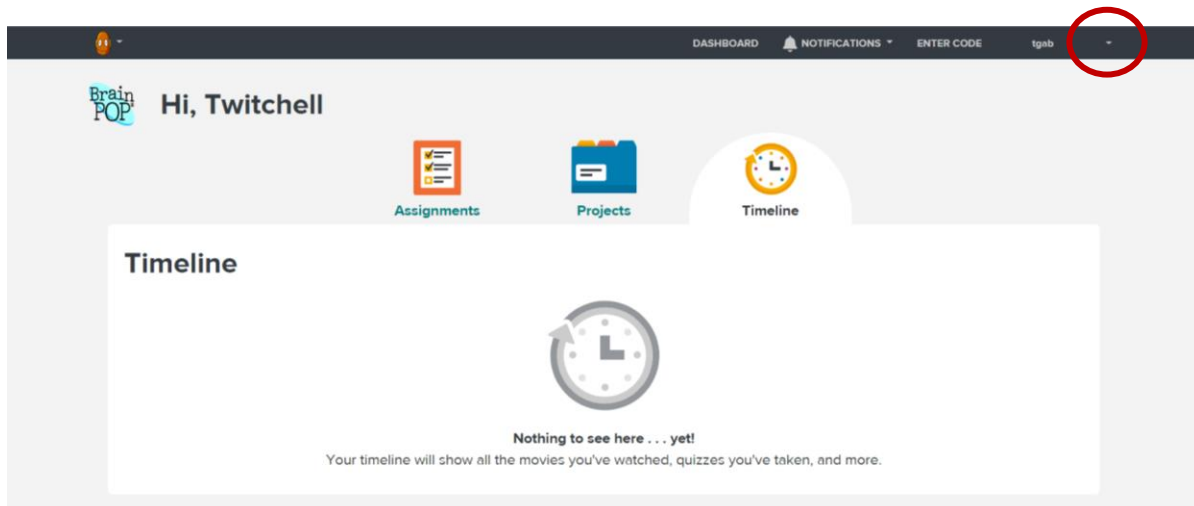 DASHBOARD NOTIFICATIONS ENTER CODE tgab
Brain
POP
Hi, Twitchell
Assignments Projects Timeline
Timeline
Nothing to see here . . . yet!
Your timeline will show all the movies you've watched, quizzes you've taken, and more.